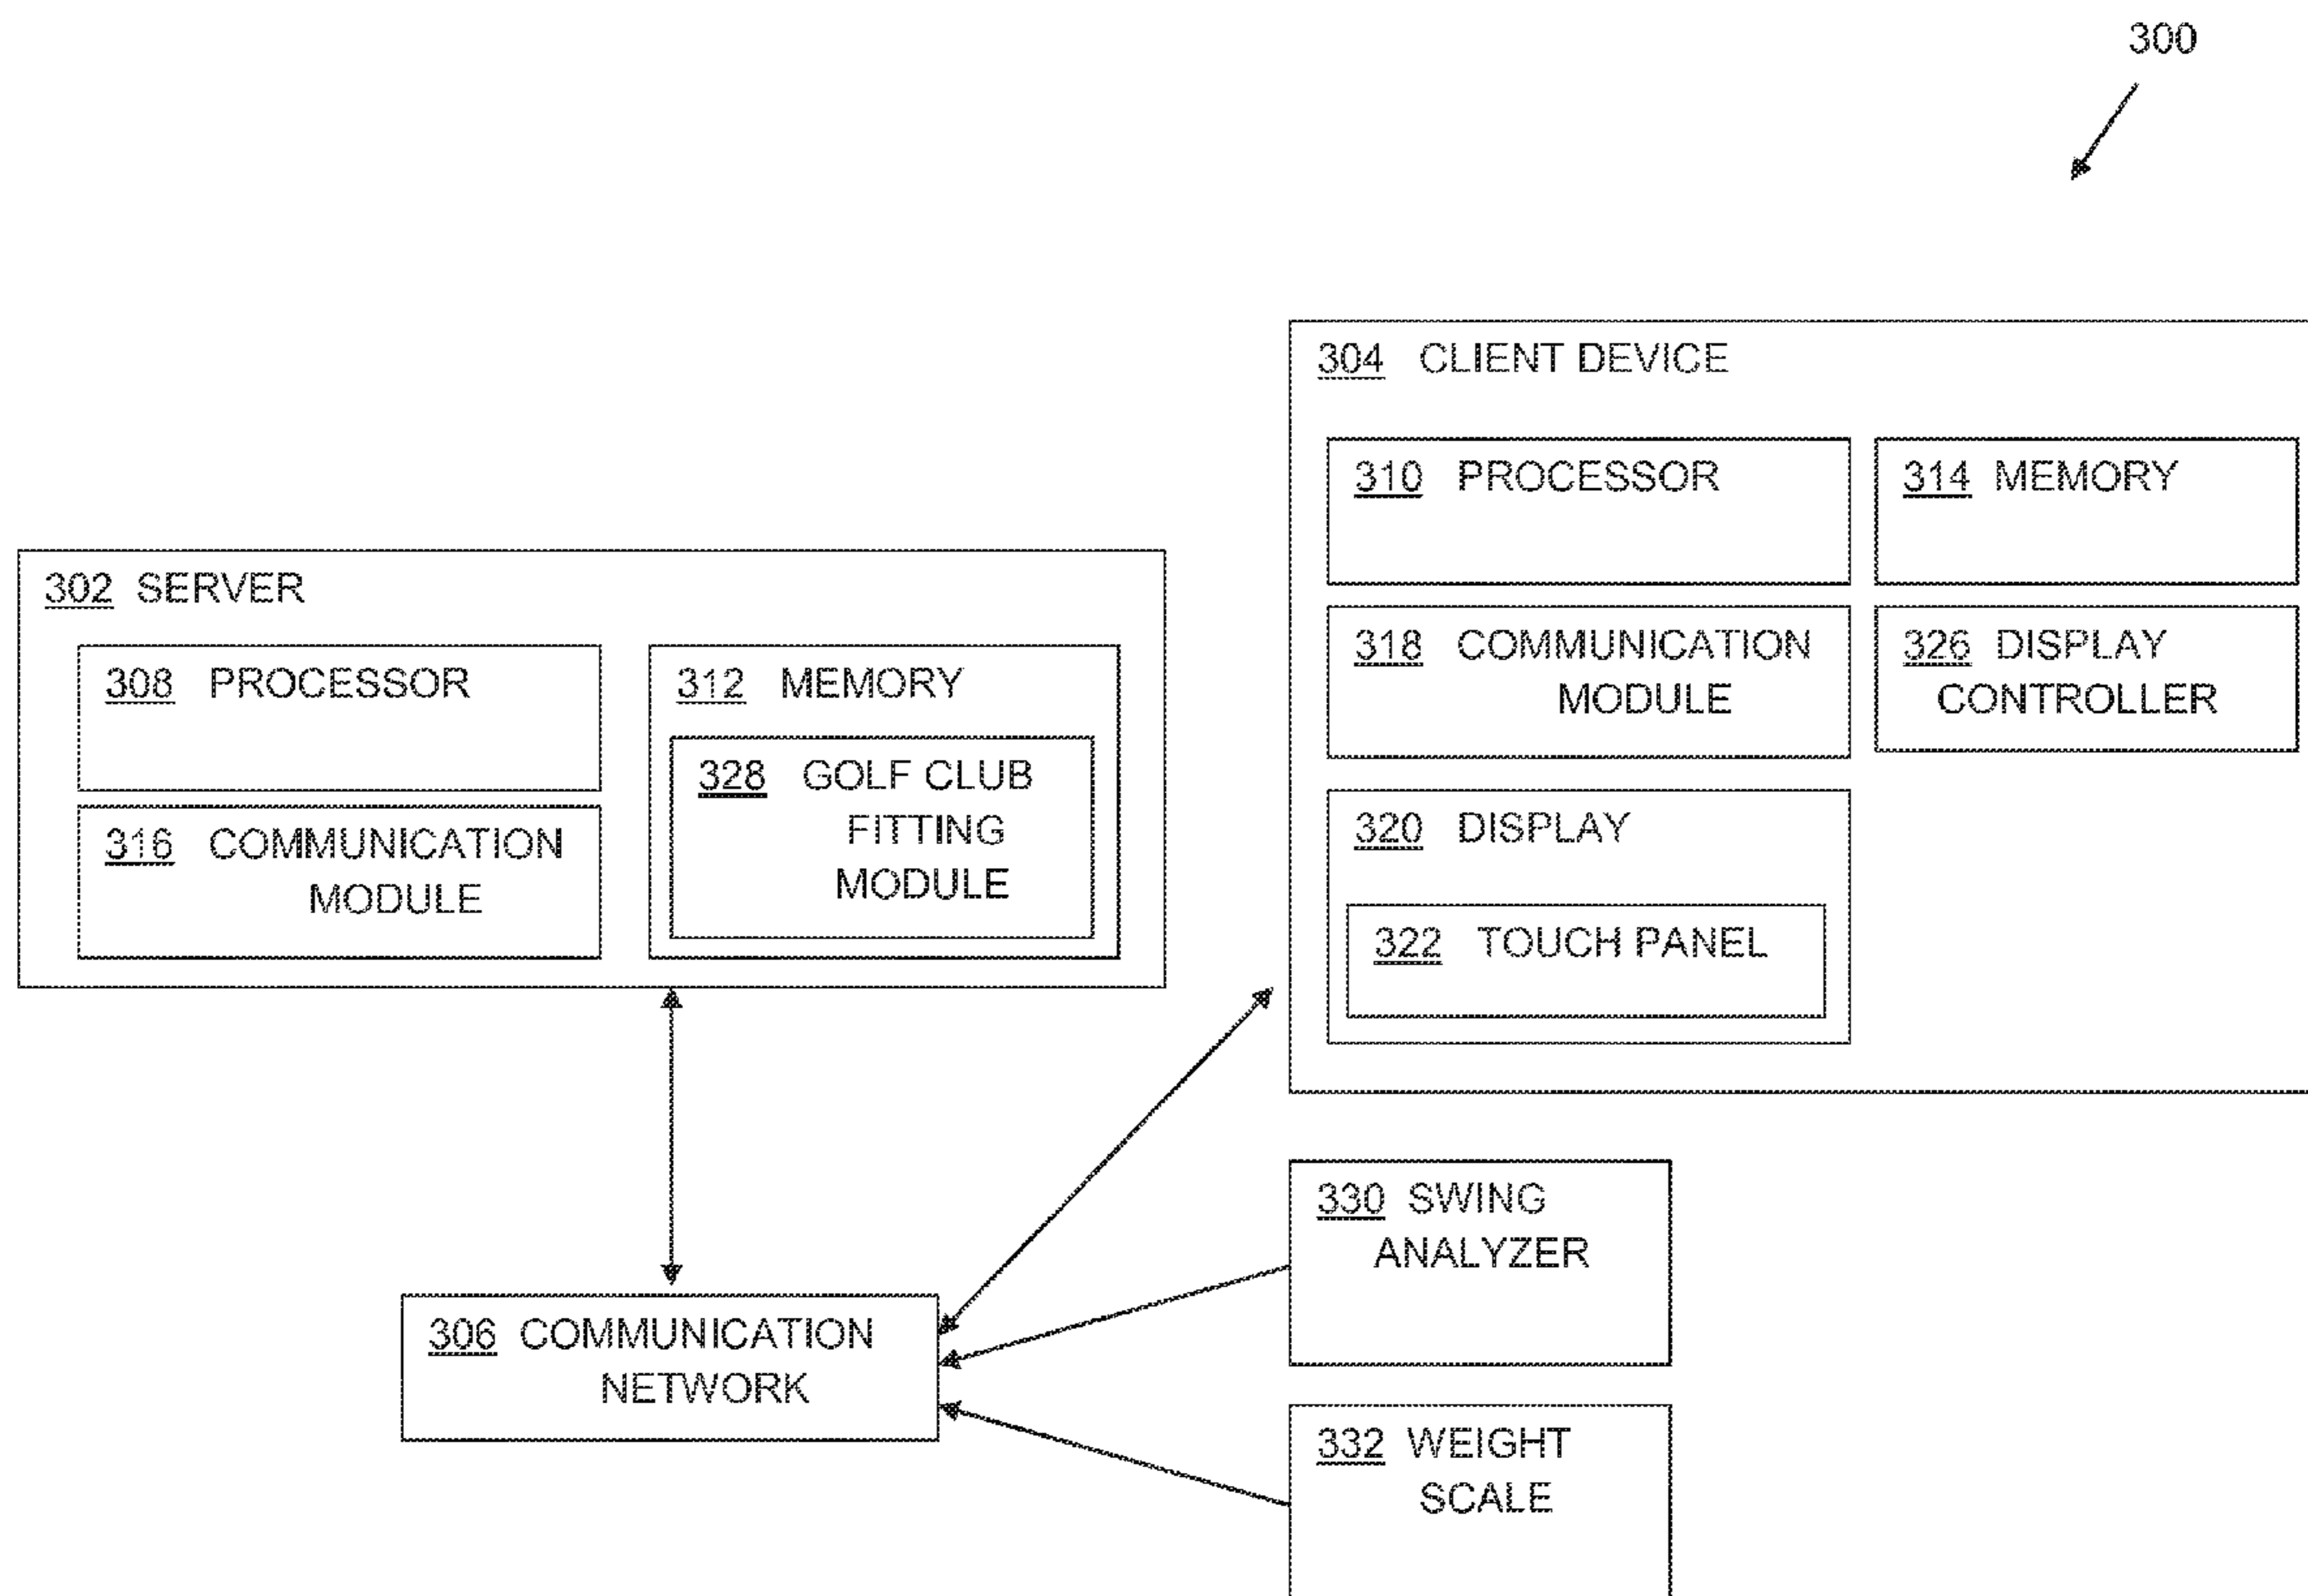 300
304 CLIENT DEVICE
310 PROCESSOR
314 MEMORY
318 COMMUNICATION
MODULE
326 DISPLAY
CONTROLLER
320 DISPLAY
322 TOUCH PANEL
302 SERVER
308 PROCESSOR
312 MEMORY
328 GOLF CLUB
FITTING
MODULE
316 COMMUNICATION
MODULE
306 COMMUNICATION
NETWORK
330 SWING
ANALYZER
332 WEIGHT
SCALE